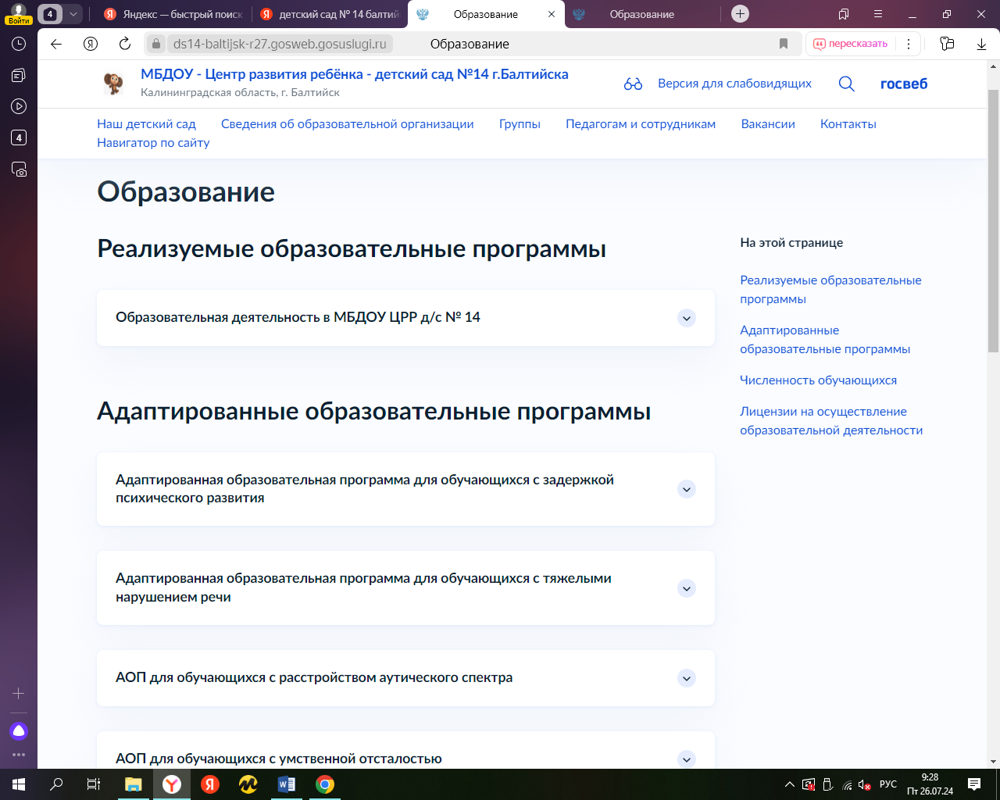 Войти
4
Яндекс — быстрый поиск
детский сад № 14 балтий
Образование
Образование
ds14-baltijsk-r27.gosweb.gosuslugi.ru
Образование
пересказать
4
МБДОУ - Центр развития ребёнка - детский сад №14 г.Балтийска
Калининградская область, г. Балтийск
Версия для слабовидящих
госвеб
Наш детский сад
Сведения об образовательной организации
Группы
Педагогам и сотрудникам
Вакансии
Контакты
Навигатор по сайту
Образование
Реализуемые образовательные программы
Образовательная деятельность в МБДОУ ЦРР д/с № 14
Адаптированные образовательные программы
Адаптированная образовательная программа для обучающихся с задержкой
психического развития
Адаптированная образовательная программа для обучающихся с тяжелыми
нарушением речи
АОП для обучающихся с расстройством аутического спектра
АОП для обучающихся с умственной отсталостью
На этой странице
Реализуемые образовательные
программы
Адаптированные
образовательные программы
Численность обучающихся
Лицензии на осуществление
образовательной деятельности
РУС
9:28
Пт 26.07.24